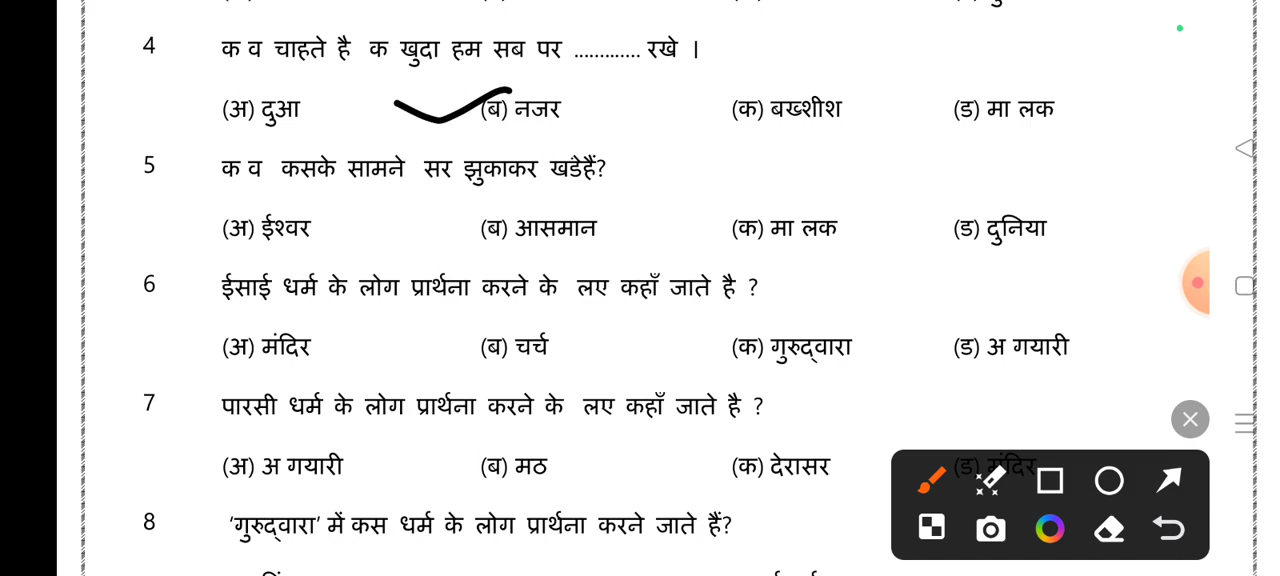 4 क व चाहते है क खुदा हम सब पर ............. रखे ।
(अ) दुआ (ब) नजर (क) बख्शीश (ड) मा लक
5 क व कसके सामने सर झुकाकर खडेहैं?
(अ) ईश्वर (ब) आसमान (क) मा लक (ड) दुनिया
6 ईसाई धर्म के लोग प्रार्थना करने के लए कहाँ जाते है ?
(अ) मंदिर (ब) चर्च (क) गुरुद्वारा (ड) अ गयारी
7 पारसी धर्म के लोग प्रार्थना करने के लए कहाँ जाते है ?
(अ) अ गयारी (ब) मठ (क) देरासर (ड) मंदिर
8 'गुरुद्वारा' में कस धर्म के लोग प्रार्थना करने जाते हैं?